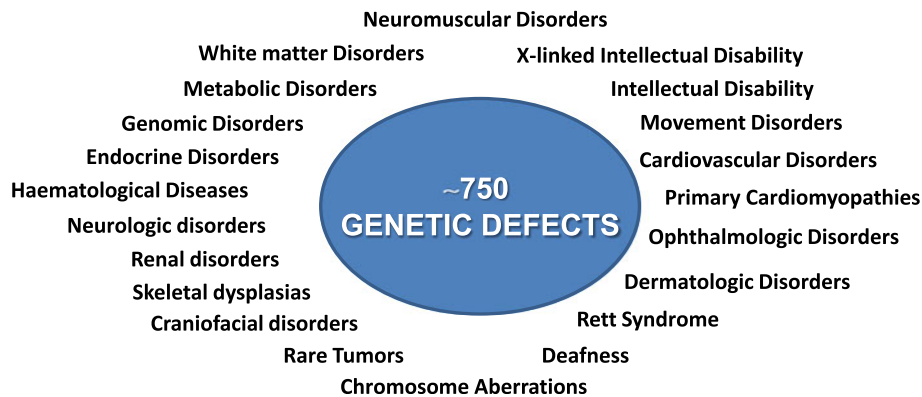 Neuromuscular Disorders
White matter Disorders
X-linked Intellectual Disability
Metabolic Disorders
Intellectual Disability
Genomic Disorders
Movement Disorders
Endocrine Disorders
Cardiovascular Disorders
Haematological Diseases
~750
Primary Cardiomyopathies
Neurologic disorders
GENETIC DEFECTS
Ophthalmologic Disorders
Renal disorders
Dermatologic Disorders
Skeletal dysplasias
Craniofacial disorders
Rett Syndrome
Rare Tumors
Deafness
Chromosome Aberrations